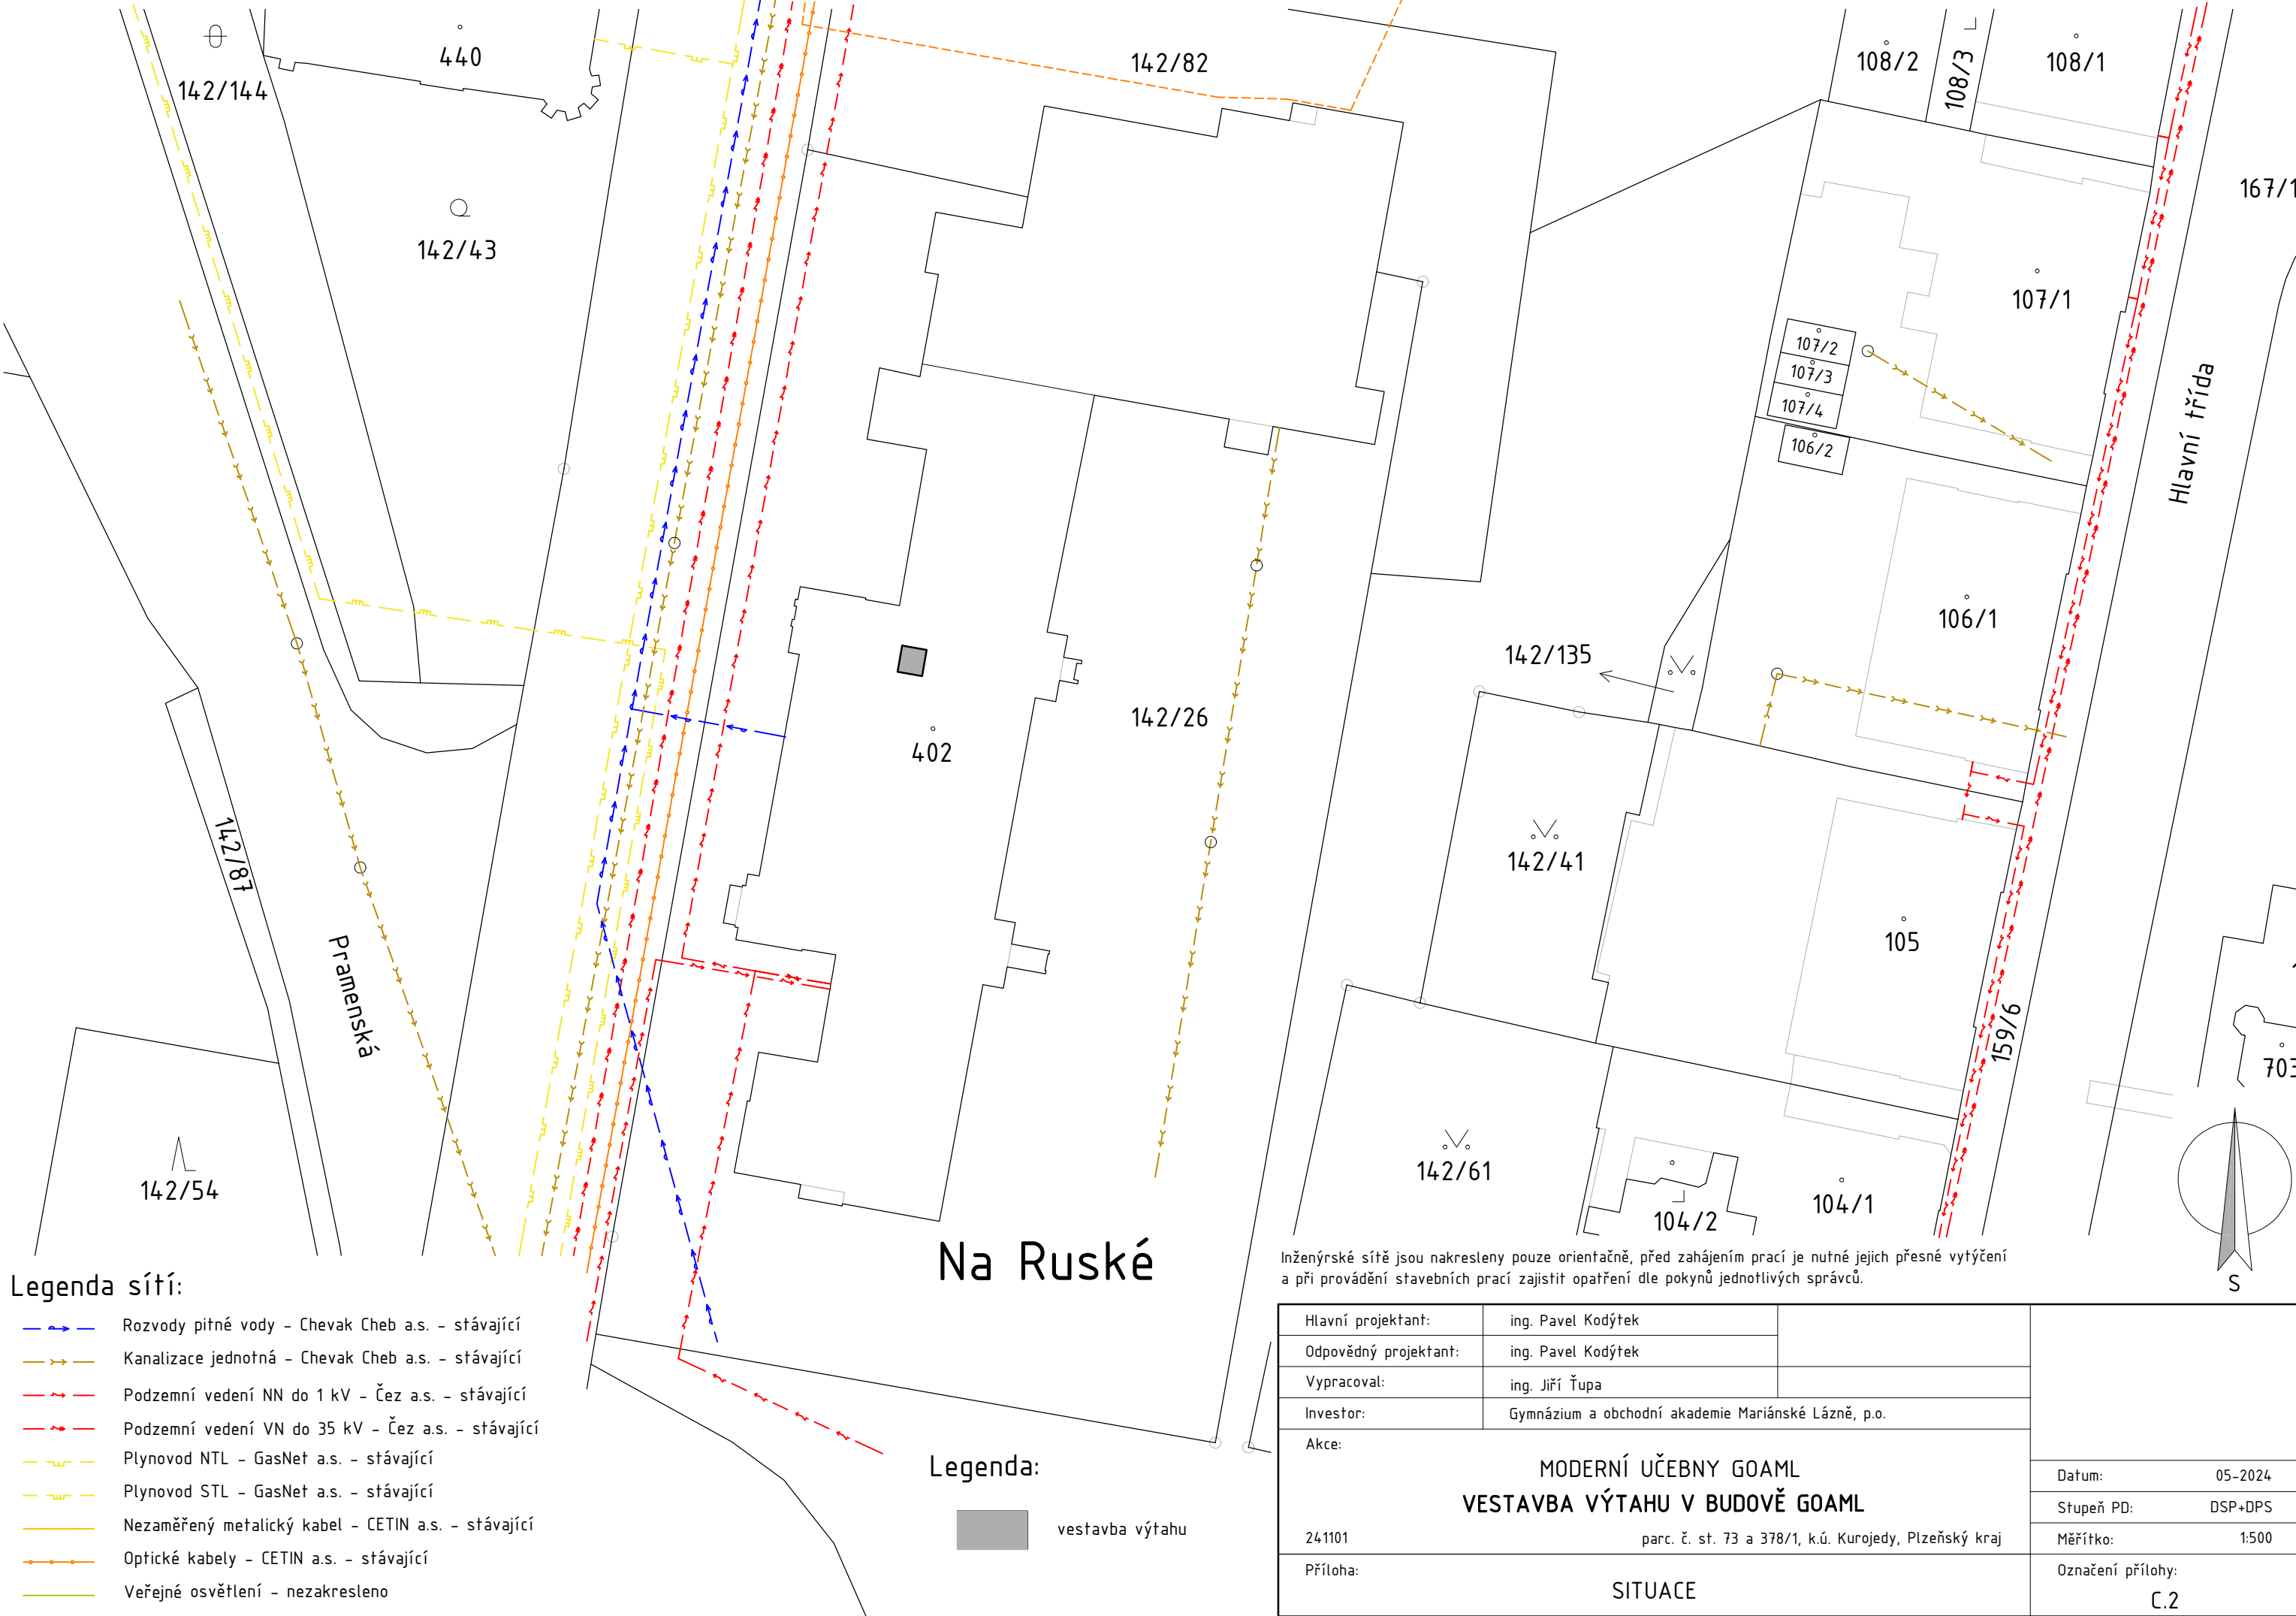 440
142/144
142/82
108/2
108/3
108/1
167/1
142/43
107/1
107/2
107/3
107/4
106/2
Hlavní třída
106/1
142/135
142/26
402
142/87
142/41
105
Pramenská
159/6
703
142/54
142/61
104/2
104/1
Na Ruské
S
Inženýrské sítě jsou nakresleny pouze orientačně, před zahájením prací je nutné jejich přesné vytýčení
a při provádění stavebních prací zajistit opatření dle pokynů jednotlivých správců.
Legenda sítí:
Rozvody pitné vody – Chevak Cheb a.s. – stávající
Kanalizace jednotná – Chevak Cheb a.s. – stávající
Podzemní vedení NN do 1 kV – Čez a.s. – stávající
Podzemní vedení VN do 35 kV – Čez a.s. – stávající
Plynovod NTL – GasNet a.s. – stávající
Plynovod STL – GasNet a.s. – stávající
Nezaměřený metalický kabel – CETIN a.s. – stávající
Optické kabely – CETIN a.s. – stávající
Veřejné osvětlení – nezakresleno
Legenda:
vestavba výtahu
Hlavní projektant: ing. Pavel Kodýtek
Odpovědný projektant: ing. Pavel Kodýtek
Vypracoval: ing. Jiří Ťupa
Investor: Gymnázium a obchodní akademie Mariánské Lázně, p.o.
Akce:
MODERNÍ UČEBNY GOAML
VESTAVBA VÝTAHU V BUDOVĚ GOAML
241101 parc. č. st. 73 a 378/1, k.ú. Kurojedy, Plzeňský kraj
Datum: 05-2024
Stupeň PD: DSP+DPS
Měřítko: 1:500
Příloha:
SITUACE
Označení přílohy:
C.2